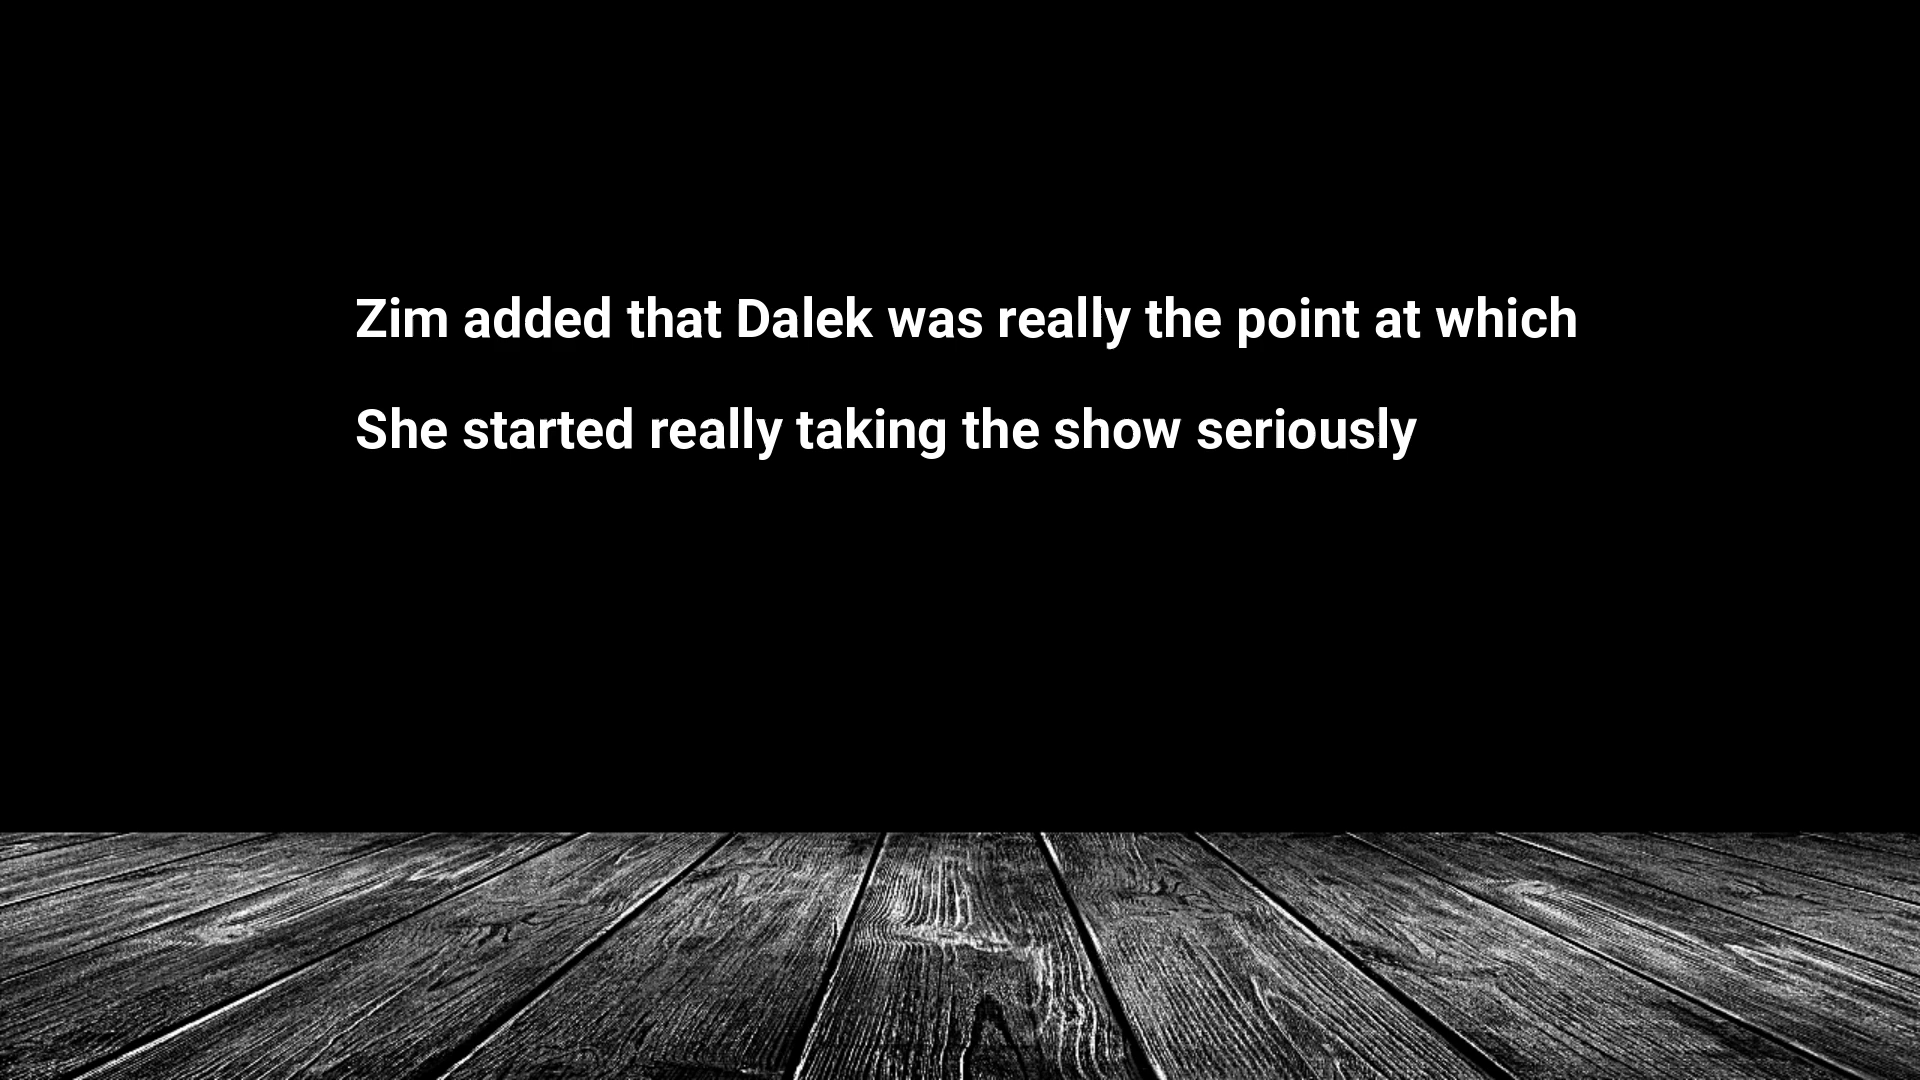 Zim added that Dalek was really the point at which
She started really taking the show seriously